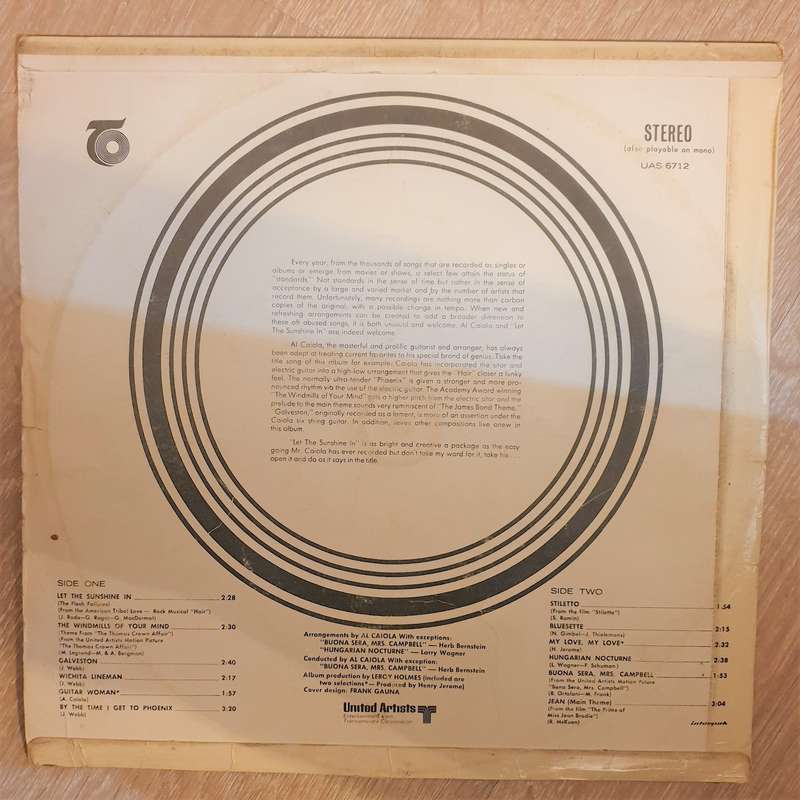 STEREO
(also playable on mono)
UAS 6712
Every year, from the thousands of songs that are recorded as singles or
albums or emerge from movies or shows, a select few attain the status of
"standards." Not standards in the sense of time but rather in the sense of
acceptance by a large and varied market and by the number of artists that
record them. Unfortunately, many recordings are nothing more than carbon
copies of the original, with a possible change in tempo. When new and
refreshing arrangements can be created to add a broader dimension to
these oft abused songs, it is both unusual and welcome. Al Caiola and "Let
The Sunshine In" are indeed welcome.
Al Caiola, the masterful and prolific guitarist and arranger, has always
been adept at treating current favorites to his special brand of genius. Take the
title song of this album for example: Caiola has incorporated the sitar and
electric guitar into a high-low arrangement that gives the "Hair" closer a funky
feel. The normally ultra-tender "Phoenix" is given a stronger and more pro-
nounced rhythm via the use of the electric guitar. The Academy Award winning
"The Windmills of Your Mind" gets a higher pitch from the electric sitar and the
prelude to the main theme sounds very reminiscent of "The James Bond Theme."
"Galveston," originally recorded as a lament, is more of an assertion under the
Caiola six string guitar. In addition, seven other compositions live anew in
this album.
"Let The Sunshine In" is as bright and creative a package as the easy
going Mr. Caiola has ever recorded but don't take my word for it, take his...
open it and do as it says in the title.
SIDE ONE
LET THE SUNSHINE IN 2:28
(The Flesh Failures)
(From the American Tribal Love — Rock Musical "Hair")
(J. Rado-G. Ragni-G. MacDermot)
THE WINDMILLS OF YOUR MIND 2:30
(Theme From "The Thomas Crown Affair")
(From the United Artists Motion Picture
"The Thomas Crown Affair")
(M. Legrand-M. & A. Bergman)
GALVESTON 2:40
(J. Webb)
WICHITA LINEMAN 2:17
(J. Webb)
GUITAR WOMAN* 1:57
(A. Caiola)
BY THE TIME I GET TO PHOENIX 3:20
(J. Webb)
Arrangements by AL CAIOLA With exceptions:
"BUONA SERA, MRS. CAMPBELL" — Herb Bernstein
"HUNGARIAN NOCTURNE" — Larry Wagner
Conducted by AL CAIOLA With exception:
"BUONA SERA, MRS. CAMPBELL" — Herb Bernstein
Album production by LEROY HOLMES (Included are
two selections* — Produced by Henry Jerome)
Cover design: FRANK GAUNA
United Artists
Entertainment from
Transamerica Corporation
SIDE TWO
STILETTO 1:54
(From the film "Stiletto")
(S. Ramin)
BLUESETTE 2:15
(N. Gimbel-J. Thielemans)
MY LOVE, MY LOVE* 2:32
(H. Jerome)
HUNGARIAN NOCTURNE 2:38
(L. Wagner-F. Schuman)
BUONA SERA, MRS. CAMPBELL 1:53
(From the United Artists Motion Picture
"Buona Sera, Mrs. Campbell")
(R. Ortolani-M. Frank)
JEAN (Main Theme) 3:04
(From the film "The Prime of
Miss Jean Brodie")
(R. McKuen)
interpak